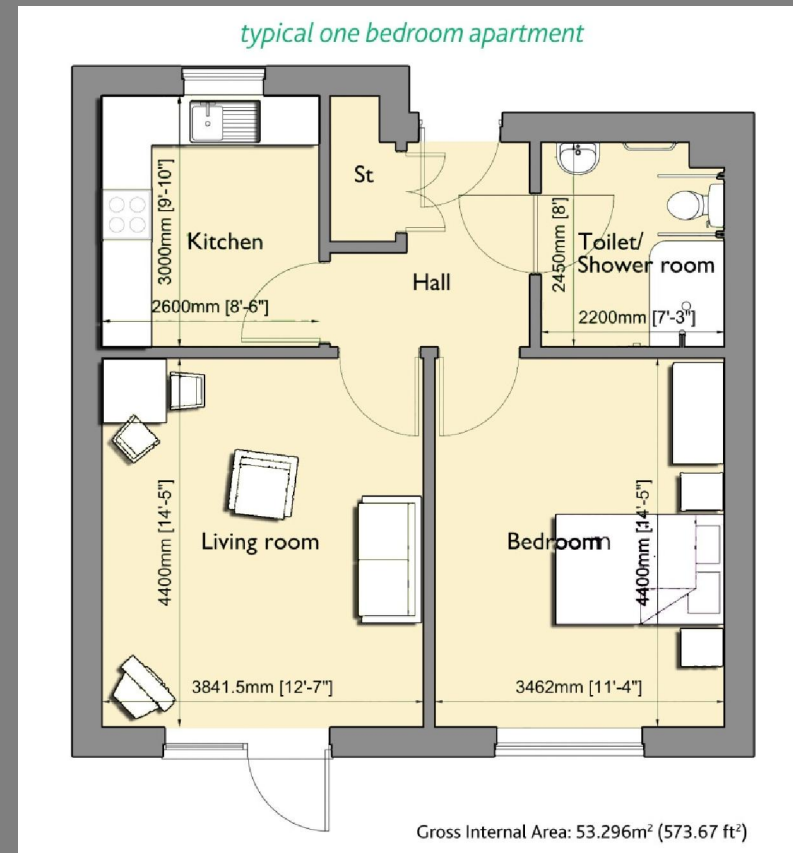 typical one bedroom apartment
St
Kitchen
3000mm [9'-10"]
2600mm [8'-6"]
Hall
2450mm [8']
Toilet/
Shower room
2200mm [7'-3"]
4400mm [14'-5"]
Living room
3841.5mm [12'-7"]
Bedroom
4400mm [14'-5"]
3462mm [11'-4"]
Gross Internal Area: 53.296m² (573.67 ft²)